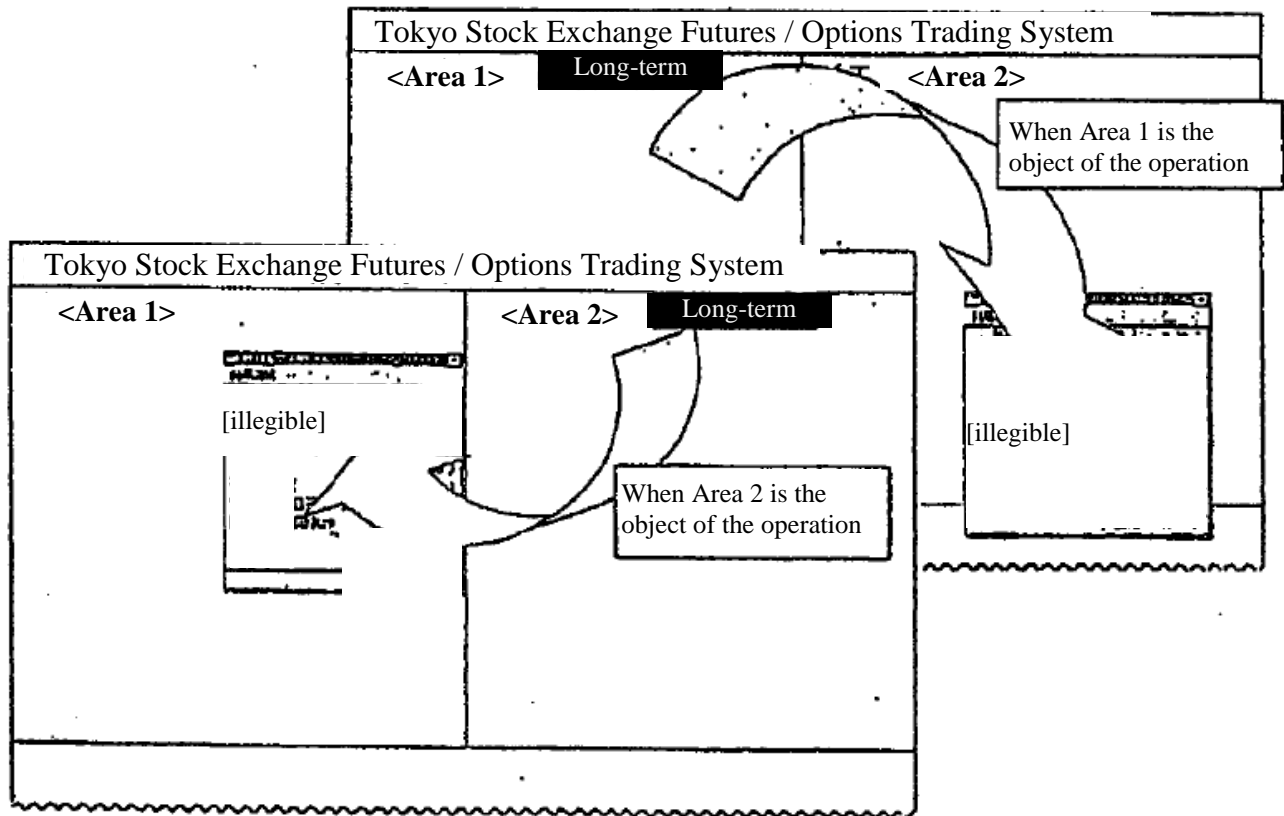 Tokyo Stock Exchange Futures / Options Trading System
<Area 1>
Long-term
<Area 2>
When Area 1 is the
object of the operation
[illegible]
Tokyo Stock Exchange Futures / Options Trading System
<Area 1>
<Area 2>
Long-term
[illegible]
When Area 2 is the
object of the operation